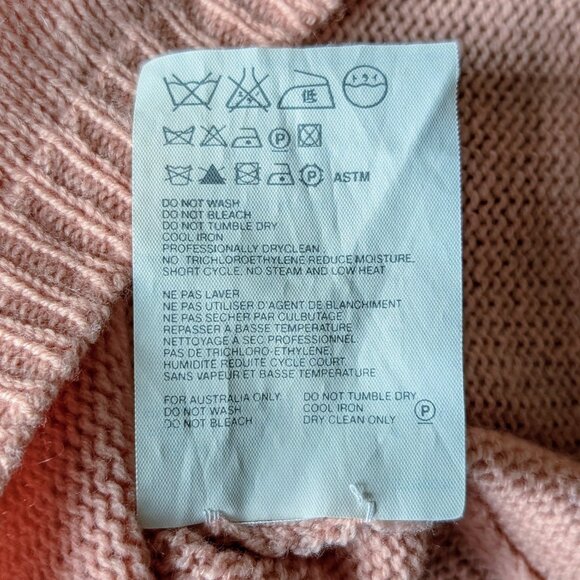 低 ドライ
P
P ASTM
DO NOT WASH
DO NOT BLEACH
DO NOT TUMBLE DRY
COOL IRON
PROFESSIONALLY DRYCLEAN
NO TRICHLOROETHYLENE REDUCE MOISTURE,
SHORT CYCLE, NO STEAM AND LOW HEAT
NE PAS LAVER
NE PAS UTILISER D'AGENT DE BLANCHIMENT
NE PAS SECHER PAR CULBUTAGE
REPASSER A BASSE TEMPERATURE
NETTOYAGE A SEC PROFESSIONNEL
PAS DE TRICHLORO-ETHYLENE,
HUMIDITE REDUITE CYCLE COURT,
SANS VAPEUR ET BASSE TEMPERATURE
FOR AUSTRALIA ONLY DO NOT TUMBLE DRY
DO NOT WASH COOL IRON P
DO NOT BLEACH DRY CLEAN ONLY